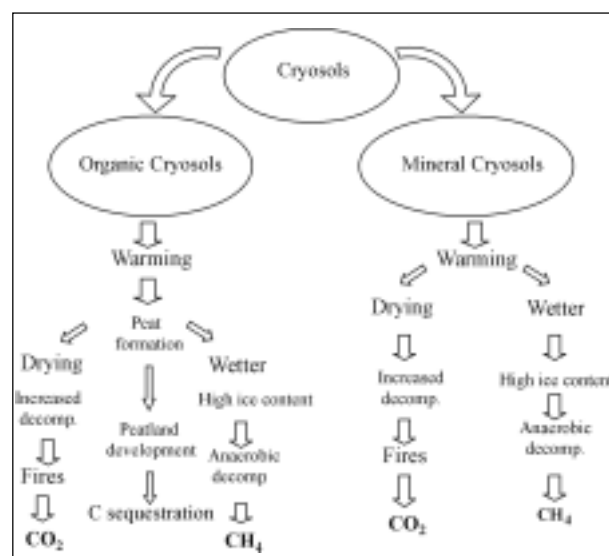 Cryosols
Organic Cryosols
Mineral Cryosols
Warming
Peat
formation
Drying
Increased
decomp.
Fires
CO₂
Peatland
development
C sequestration
Wetter
High ice content
Anaerobic
decomp
CH₄
Warming
Drying
Increased
decomp.
Fires
CO₂
Wetter
High ice content
Anaerobic
decomp.
CH₄